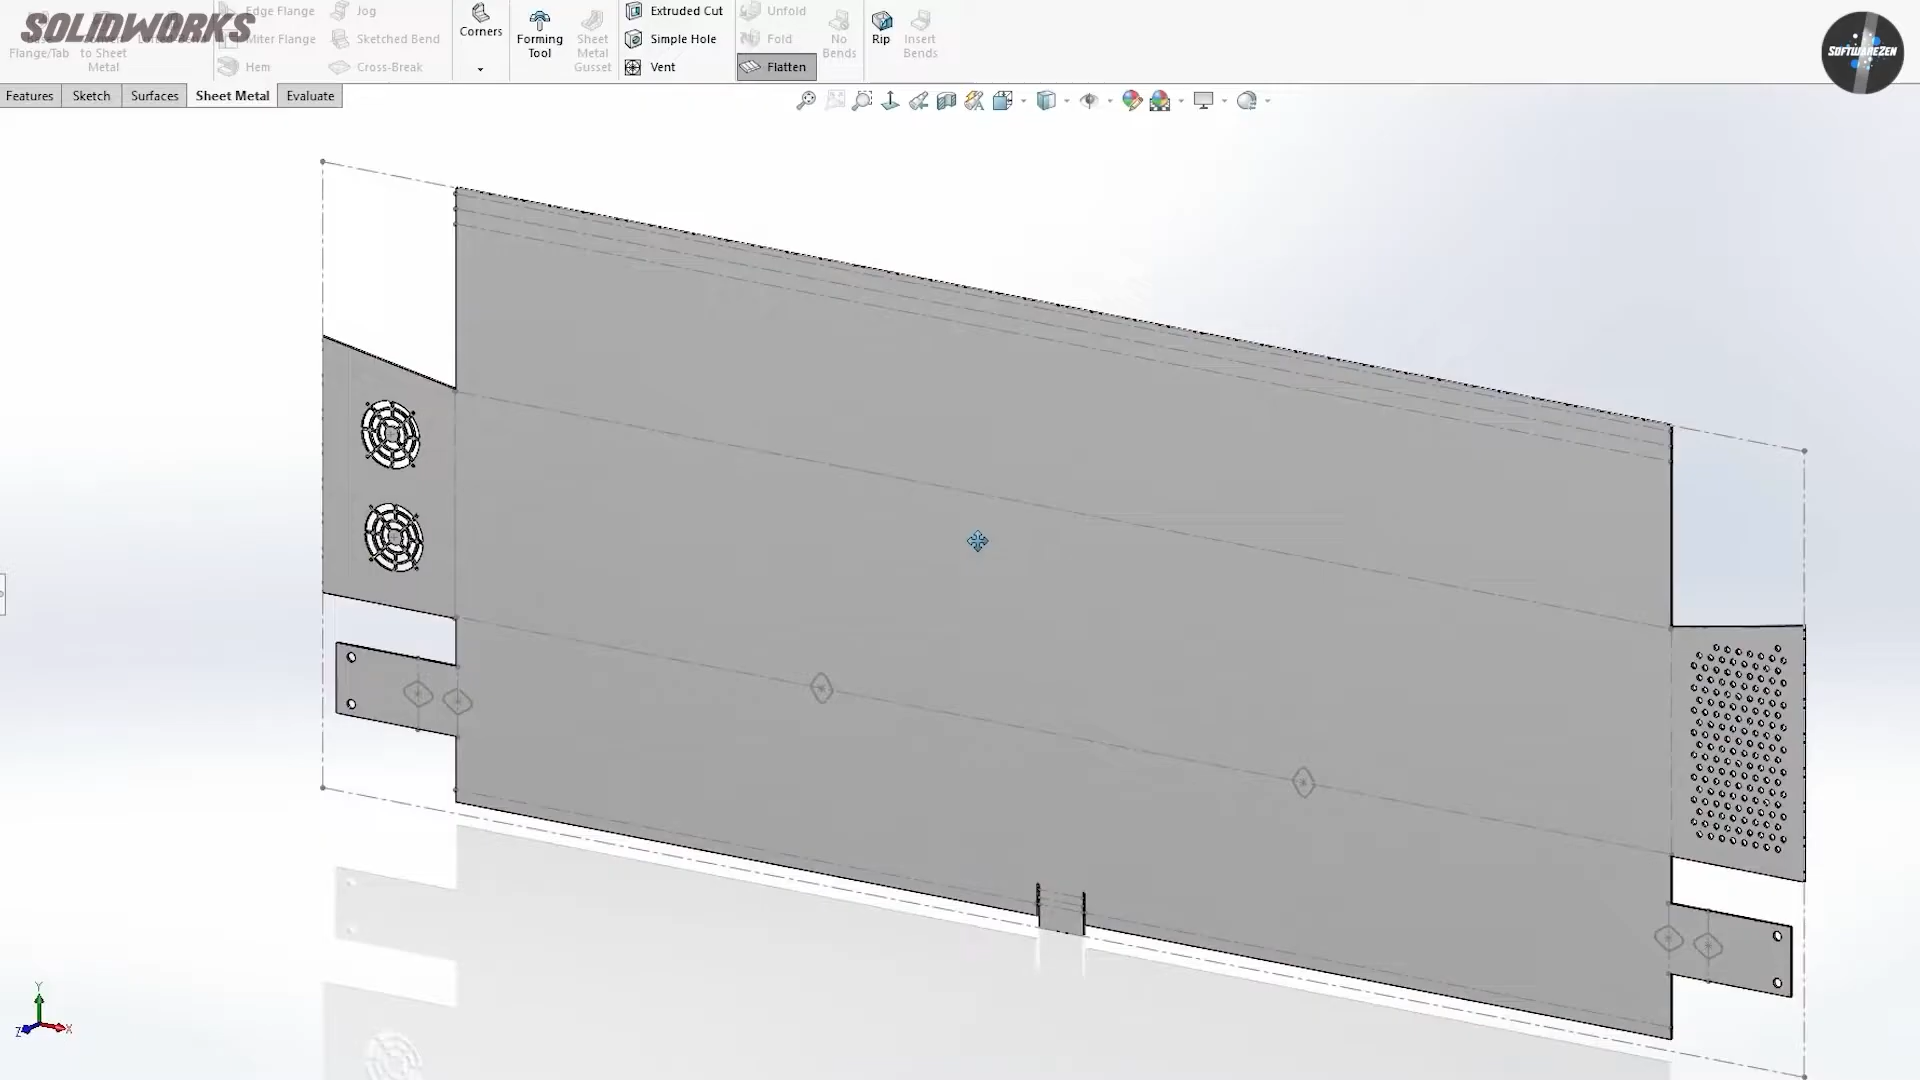 SOLIDWORKS
Flange/Tab
to Sheet
Metal
Edge Flange
Miter Flange
Hem
Jog
Sketched Bend
Cross-Break
Corners
Forming
Tool
Sheet
Metal
Gusset
Extruded Cut
Simple Hole
Vent
Unfold
Fold
Flatten
No
Bends
Rip
Insert
Bends
SOFTWAREZEN
Features
Sketch
Surfaces
Sheet Metal
Evaluate
Y
Z
X